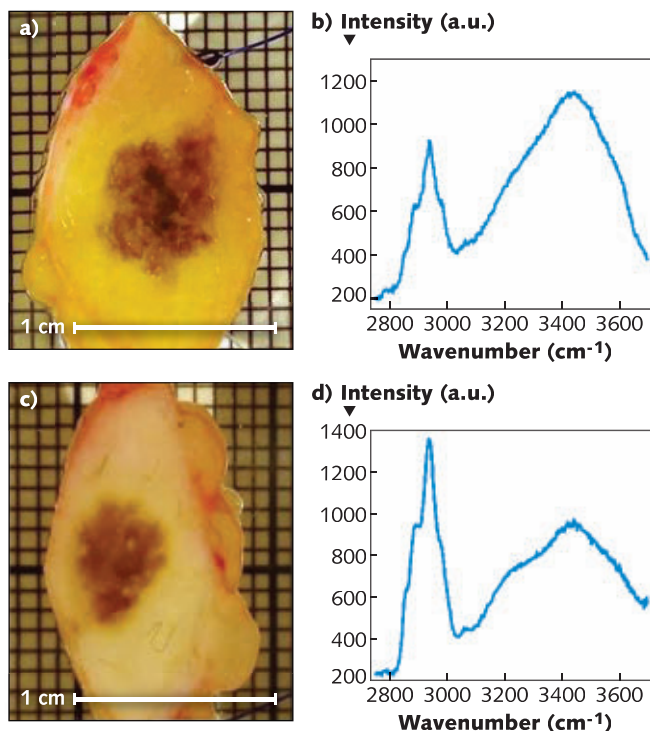 a)
1 cm
b) Intensity (a.u.)
1200
1000
800
600
400
200
2800 3000 3200 3400 3600
Wavenumber (cm-1)
c)
1 cm
d) Intensity (a.u.)
1400
1200
1000
800
600
400
200
2800 3000 3200 3400 3600
Wavenumber (cm-1)